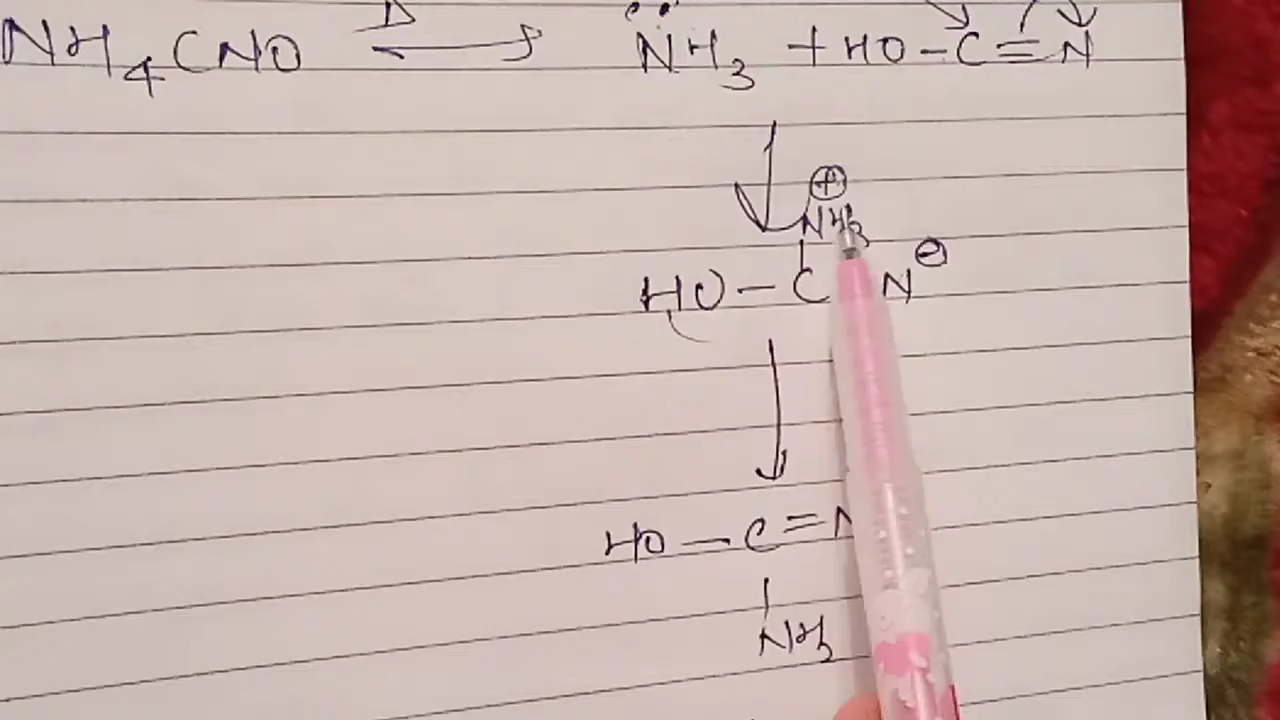 NH4CNO Δ ⇌ NH3 + HO-C≡N
⊕
NH3
HO-C N⊖
HO-C=N
NH3